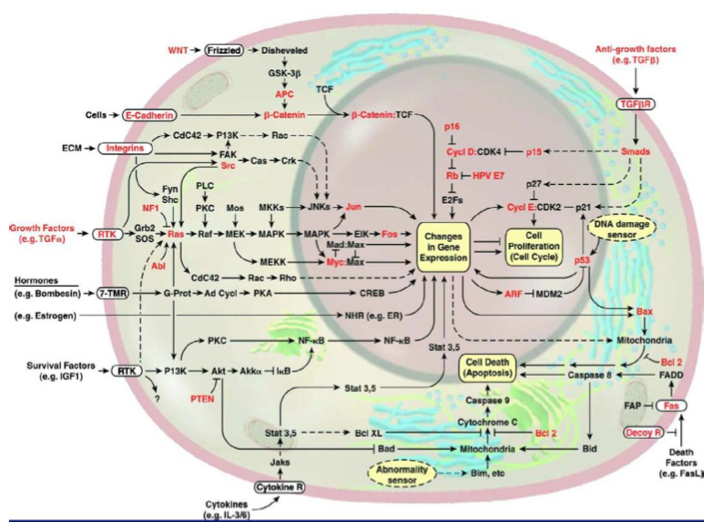 WNT
Frizzled
Disheveled
GSK-3β
APC
TCF
Anti-growth factors
(e.g. TGFβ)
TGFβR
Cells
E-Cadherin
β-Catenin
β-Catenin:TCF
ECM
Integrins
CdC42
P13K
Rac
FAK
Src
Cas
Crk
p16
Cycl D:CDK4
p15
Smads
Rb
HPV E7
E2Fs
p27
Cycl E:CDK2
p21
Fyn
Shc
PLC
PKC
NF1
Mos
MKKs
JNKs
Jun
Growth Factors
(e.g. TGFα)
RTK
Grb2
SOS
Ras
Raf
MEK
MAPK
MAPK
ElK
Fos
Mad:Max
MEKK
Myc:Max
Abl
CdC42
Rac
Rho
Changes
in Gene
Expression
Cell
Proliferation
(Cell Cycle)
DNA damage
sensor
p53
ARF
MDM2
Hormones
(e.g. Bombesin)
7-TMR
G-Prot
Ad Cycl
PKA
CREB
(e.g. Estrogen)
NHR (e.g. ER)
Bax
Mitochondria
Bcl 2
PKC
NF-κB
NF-κB
Stat 3,5
Survival Factors
(e.g. IGF1)
RTK
P13K
Akt
Akkα
IκB
PTEN
?
Stat 3,5
Cell Death
(Apoptosis)
Caspase 8
FADD
Caspase 9
FAP
Fas
Cytochrome C
Stat 3,5
Bcl XL
Bcl 2
Decoy R
Bad
Mitochondria
Bid
Death
Factors
(e.g. FasL)
Jaks
Abnormality
sensor
Bim, etc
Cytokine R
Cytokines
(e.g. IL-3/6)